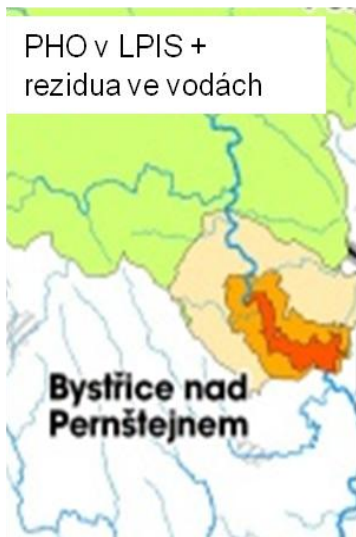 PHO v LPIS +
rezidua ve vodách
Bystřice nad
Pernštejnem